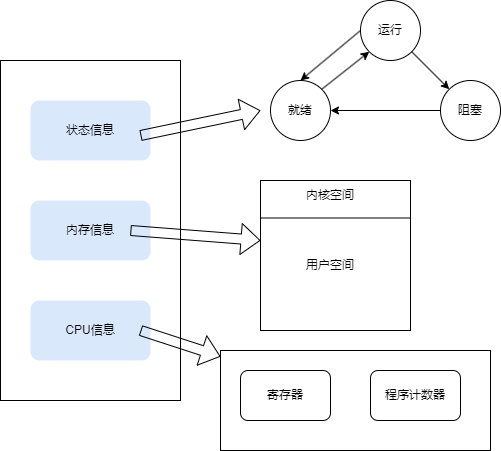 运行
就绪
阻塞
状态信息
内存信息
CPU信息
内核空间
用户空间
寄存器
程序计数器